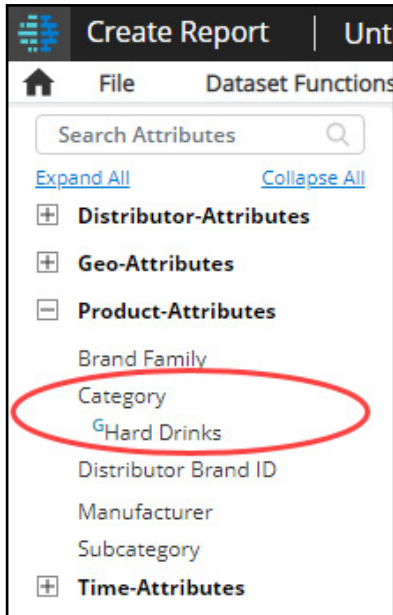 Create Report | Unt
File Dataset Functions
Search Attributes
Expand All Collapse All
Distributor-Attributes
Geo-Attributes
Product-Attributes
Brand Family
Category
GHard Drinks
Distributor Brand ID
Manufacturer
Subcategory
Time-Attributes